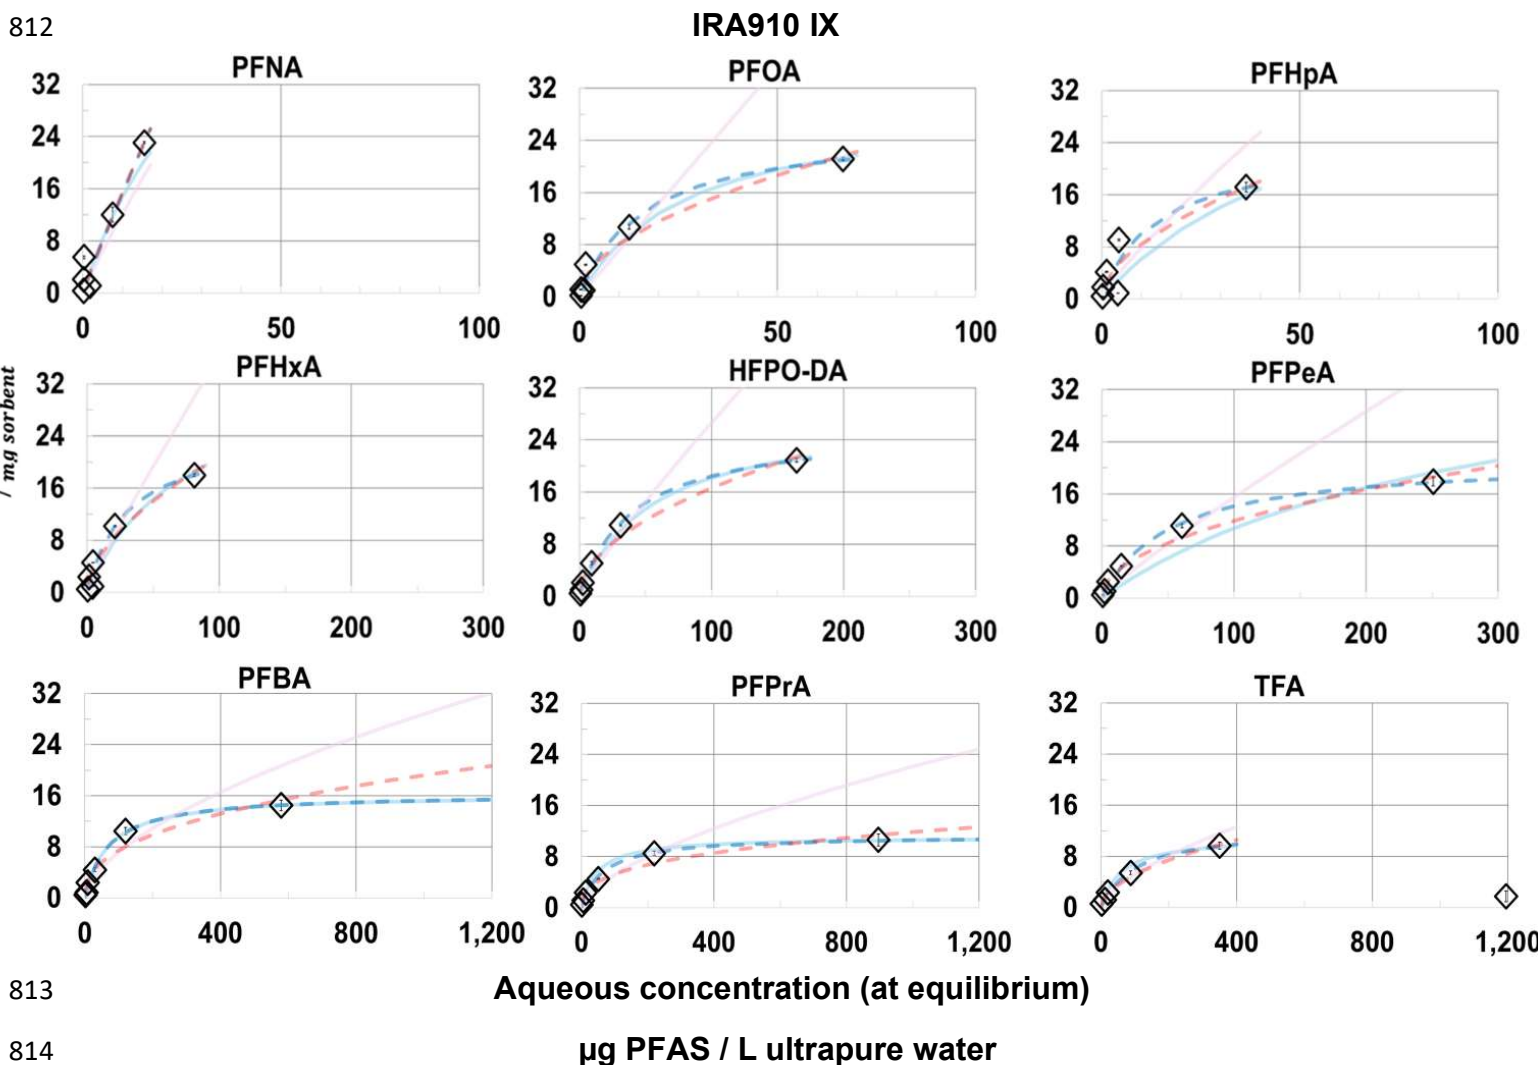 812
IRA910 IX
PFNA PFOA PFHpA
32 32 32
24 24 24
16 16 16
8 8 8
0 0 0
0 50 100 0 50 100 0 50 100
PFHxA HFPO-DA PFPeA
/ mg sorbent
32 32 32
24 24 24
16 16 16
8 8 8
0 0 0
0 100 200 300 0 100 200 300 0 100 200 300
PFBA PFPrA TFA
32 32 32
24 24 24
16 16 16
8 8 8
0 0 0
0 400 800 1,200 0 400 800 1,200 0 400 800 1,200
813 Aqueous concentration (at equilibrium)
814 µg PFAS / L ultrapure water